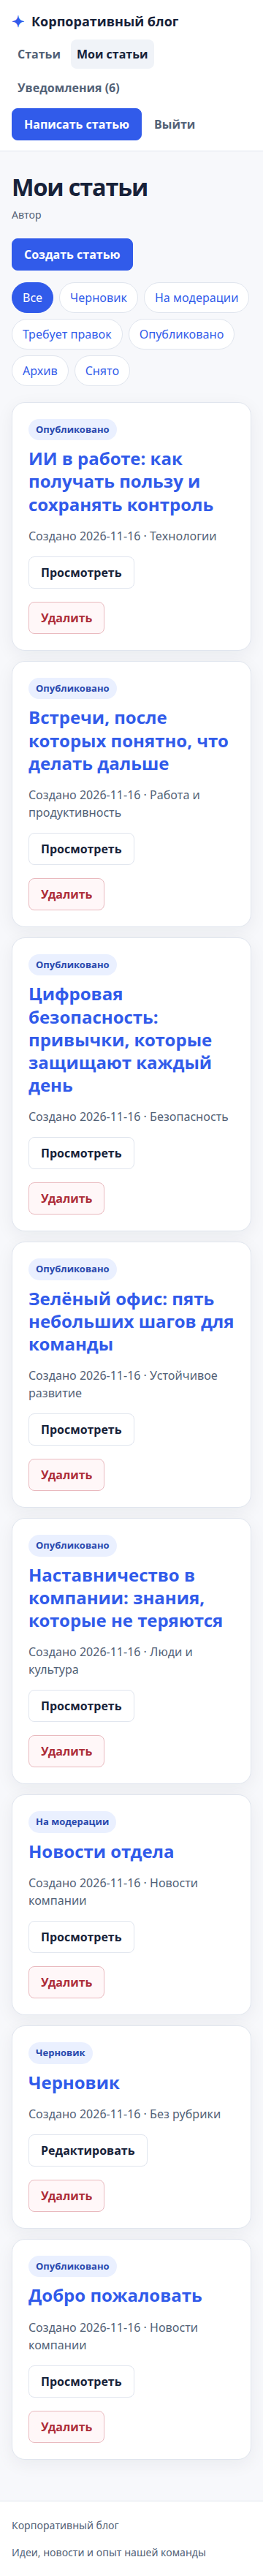 ✦ Корпоративный блог
Статьи Мои статьи
Уведомления (6)
Написать статью Выйти
Мои статьи
Автор
Создать статью
Все Черновик На модерации
Требует правок Опубликовано
Архив Снято
Опубликовано
ИИ в работе: как
получать пользу и
сохранять контроль
Создано 2026-11-16 · Технологии
Просмотреть
Удалить
Опубликовано
Встречи, после
которых понятно, что
делать дальше
Создано 2026-11-16 · Работа и
продуктивность
Просмотреть
Удалить
Опубликовано
Цифровая
безопасность:
привычки, которые
защищают каждый
день
Создано 2026-11-16 · Безопасность
Просмотреть
Удалить
Опубликовано
Зелёный офис: пять
небольших шагов для
команды
Создано 2026-11-16 · Устойчивое
развитие
Просмотреть
Удалить
Опубликовано
Наставничество в
компании: знания,
которые не теряются
Создано 2026-11-16 · Люди и
культура
Просмотреть
Удалить
На модерации
Новости отдела
Создано 2026-11-16 · Новости
компании
Просмотреть
Удалить
Черновик
Черновик
Создано 2026-11-16 · Без рубрики
Редактировать
Удалить
Опубликовано
Добро пожаловать
Создано 2026-11-16 · Новости
компании
Просмотреть
Удалить
Корпоративный блог
Идеи, новости и опыт нашей команды